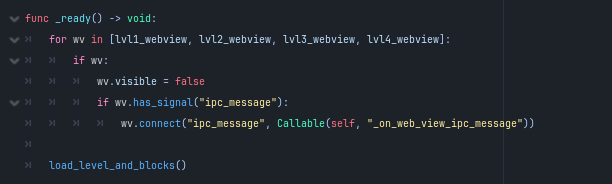 func _ready() -> void:
for wv in [lvl1_webview, lvl2_webview, lvl3_webview, lvl4_webview]:
if wv:
wv.visible = false
if wv.has_signal("ipc_message"):
wv.connect("ipc_message", Callable(self, "_on_web_view_ipc_message"))
load_level_and_blocks()